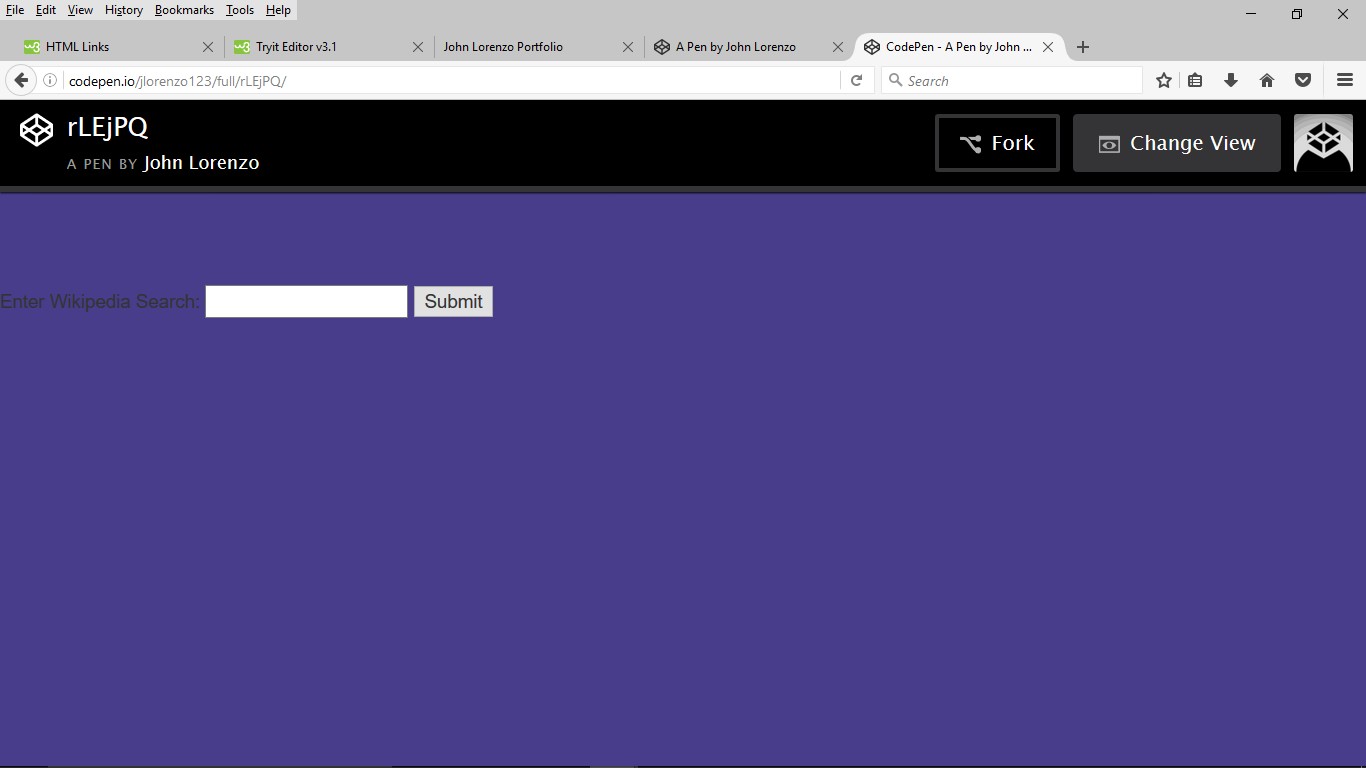 File Edit View History Bookmarks Tools Help
w3 HTML Links w3 Tryit Editor v3.1 John Lorenzo Portfolio A Pen by John Lorenzo CodePen - A Pen by John ...
codepen.io/jlorenzo123/full/rLEjPQ/ Search
rLEjPQ
A PEN BY John Lorenzo
Fork Change View
Enter Wikipedia Search: Submit